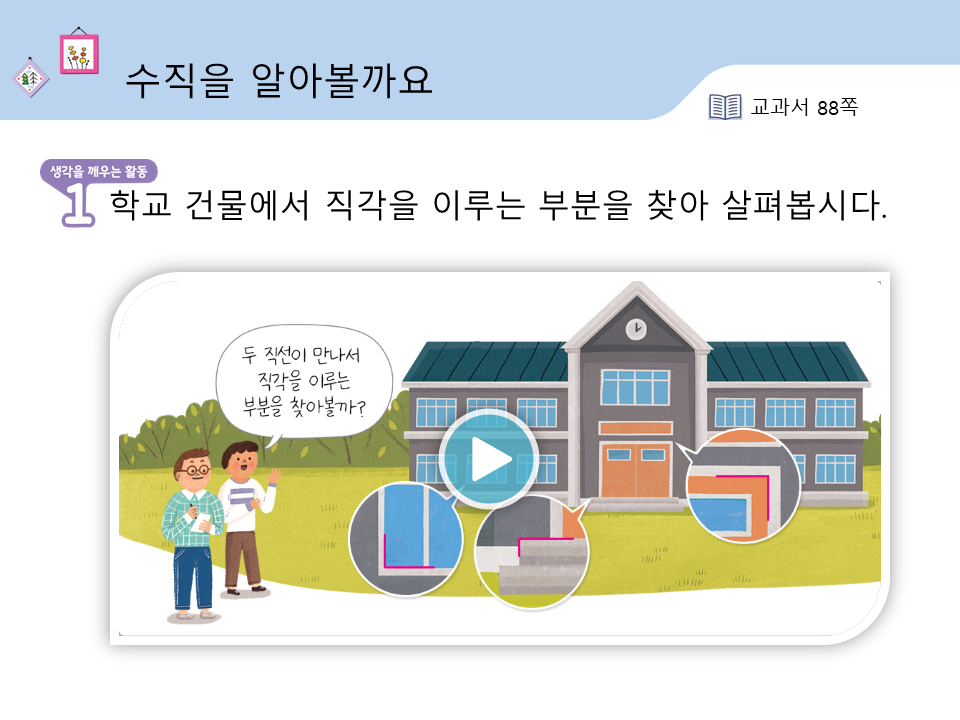 수직을 알아볼까요
교과서 88쪽
생각을 깨우는 활동
1 학교 건물에서 직각을 이루는 부분을 찾아 살펴봅시다.
두 직선이 만나서
직각을 이루는
부분을 찾아볼까?